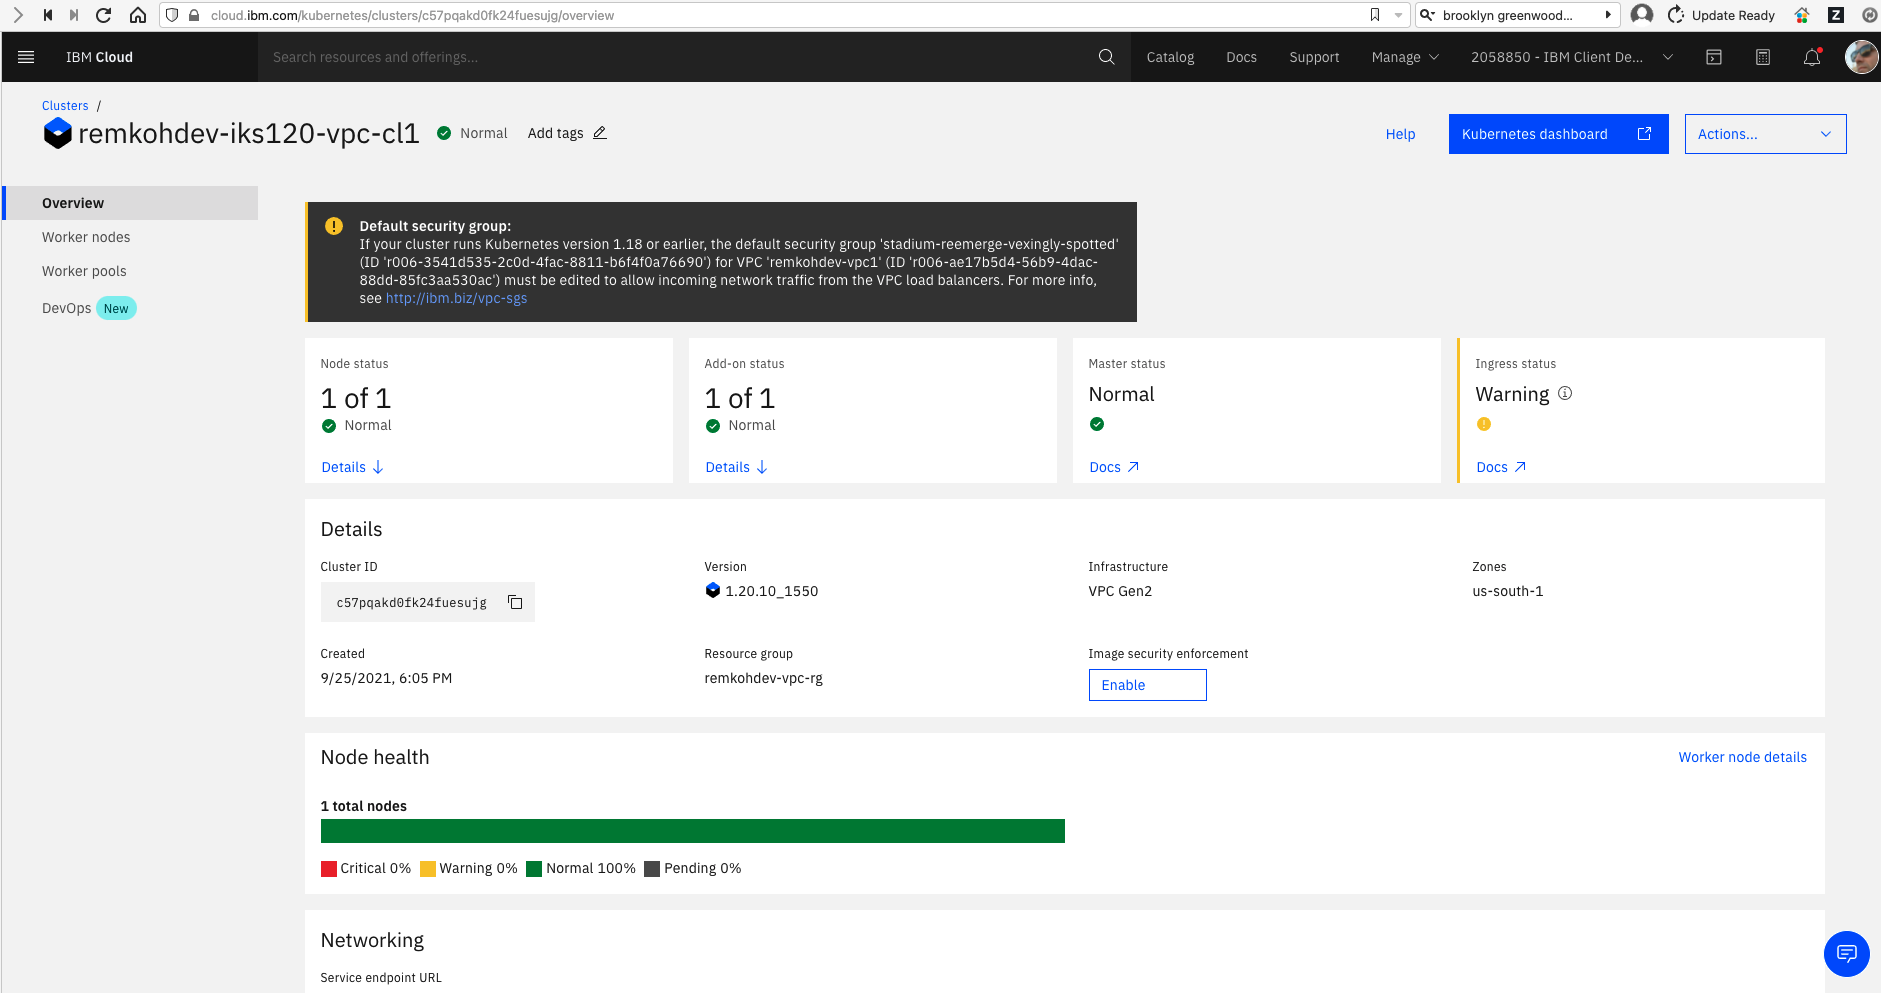 cloud.ibm.com/kubernetes/clusters/c57pqakd0fk24fuesujg/overview
brooklyn greenwood...
Update Ready
Z
IBM Cloud
Search resources and offerings...
Catalog
Docs
Support
Manage
2058850 - IBM Client De...
Clusters /
remkohdev-iks120-vpc-cl1
Normal
Add tags
Help
Kubernetes dashboard
Actions...
Overview
Worker nodes
Worker pools
DevOps New
Default security group:
If your cluster runs Kubernetes version 1.18 or earlier, the default security group 'stadium-reemerge-vexingly-spotted'
(ID 'r006-3541d535-2c0d-4fac-8811-b6f4f0a76690') for VPC 'remkohdev-vpc1' (ID 'r006-ae17b5d4-56b9-4dac-
88dd-85fc3aa530ac') must be edited to allow incoming network traffic from the VPC load balancers. For more info,
see http://ibm.biz/vpc-sgs
Node status
1 of 1
Normal
Details
Add-on status
1 of 1
Normal
Details
Master status
Normal
Docs
Ingress status
Warning
Docs
Details
Cluster ID
c57pqakd0fk24fuesujg
Version
1.20.10_1550
Infrastructure
VPC Gen2
Zones
us-south-1
Created
9/25/2021, 6:05 PM
Resource group
remkohdev-vpc-rg
Image security enforcement
Enable
Node health
Worker node details
1 total nodes
Critical 0% Warning 0% Normal 100% Pending 0%
Networking
Service endpoint URL